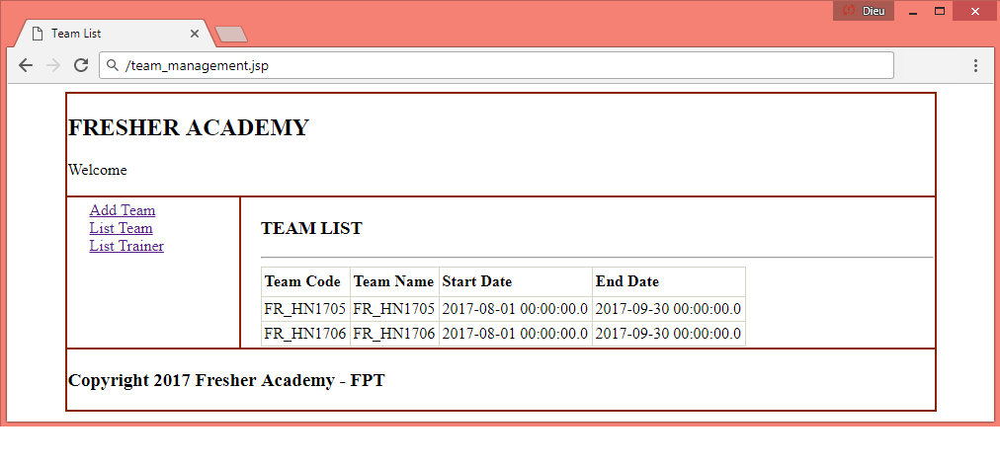 Dieu
Team List
/team_management.jsp
FRESHER ACADEMY
Welcome
Add Team
List Team
List Trainer
TEAM LIST
Team Code Team Name Start Date End Date
FR_HN1705 FR_HN1705 2017-08-01 00:00:00.0 2017-09-30 00:00:00.0
FR_HN1706 FR_HN1706 2017-08-01 00:00:00.0 2017-09-30 00:00:00.0
Copyright 2017 Fresher Academy - FPT